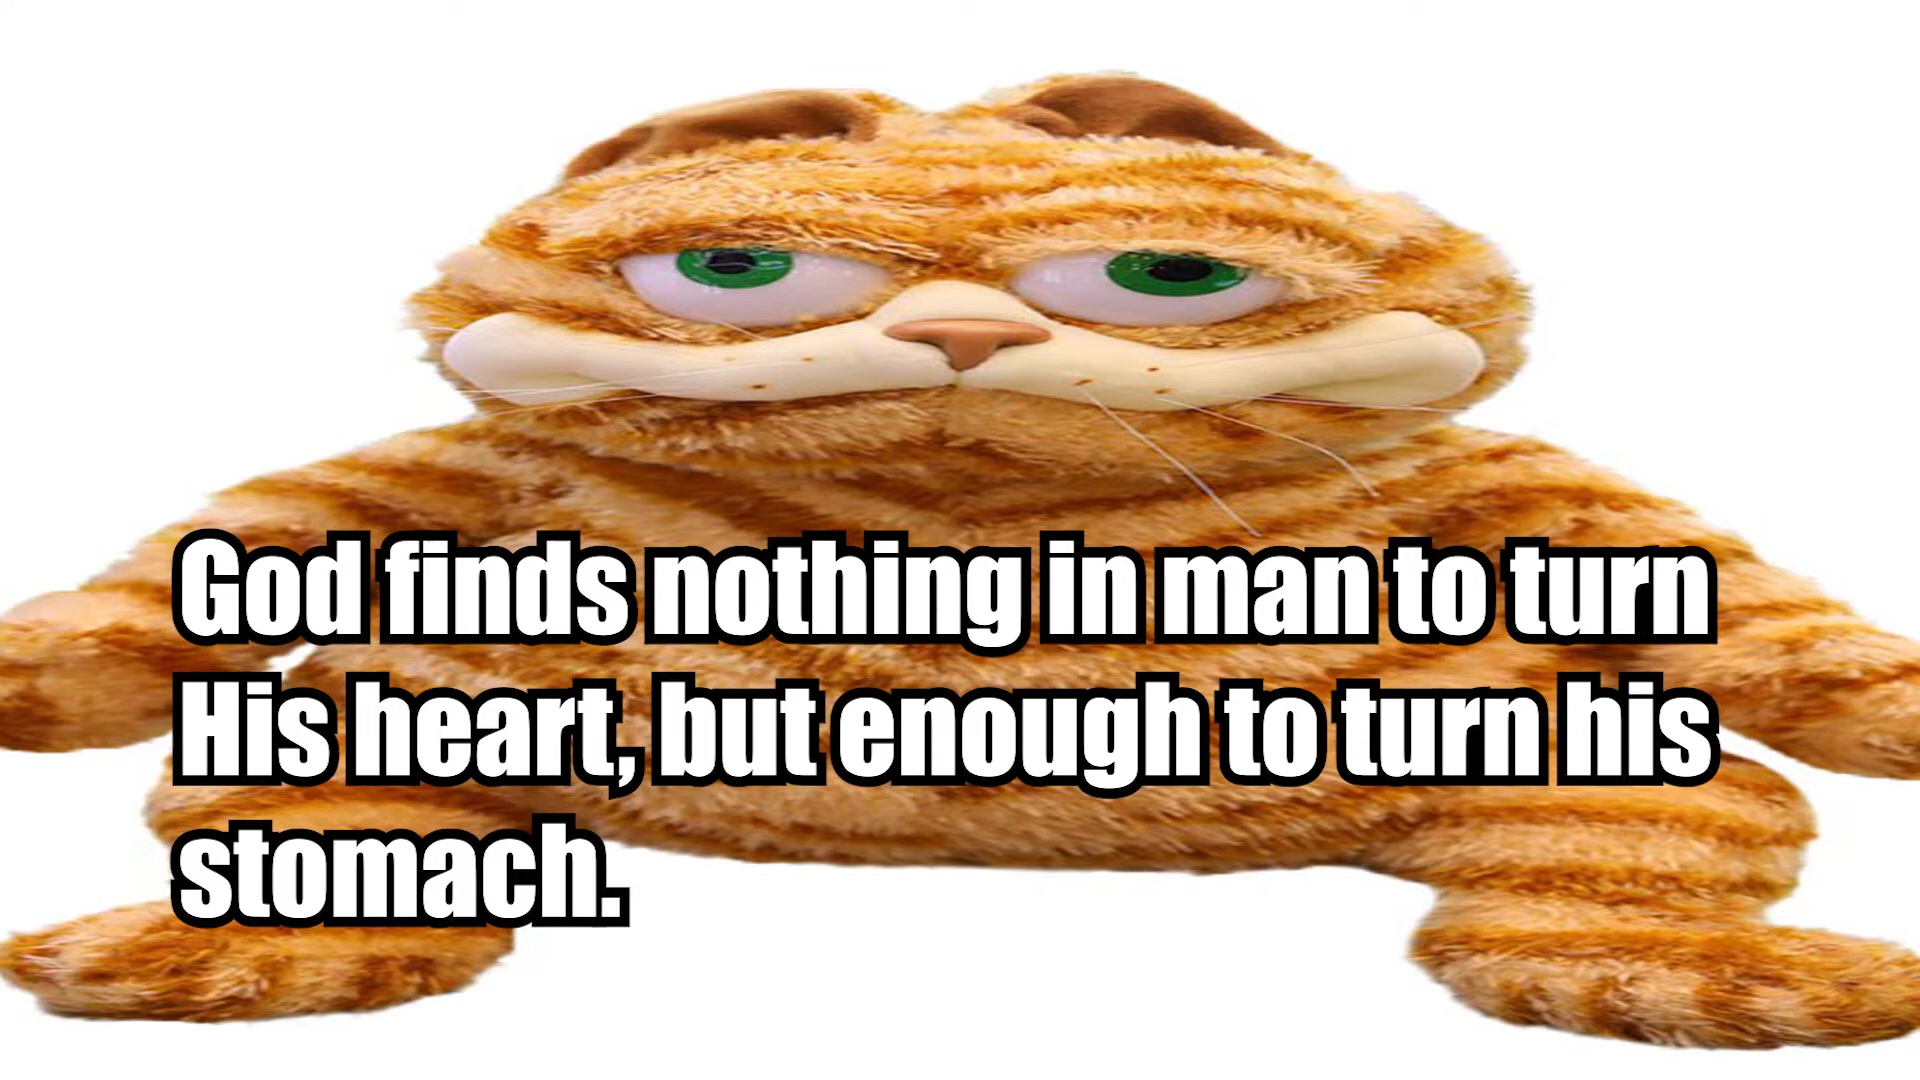 God finds nothing in man to turn
His heart, but enough to turn his
stomach.